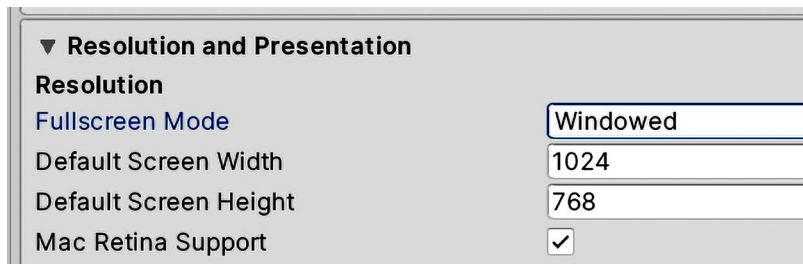 Resolution and Presentation
Resolution
Fullscreen Mode Windowed
Default Screen Width 1024
Default Screen Height 768
Mac Retina Support